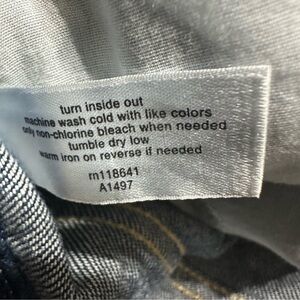 turn inside out
machine wash cold with like colors
only non-chlorine bleach when needed
tumble dry low
warm iron on reverse if needed
rn118641
A1497